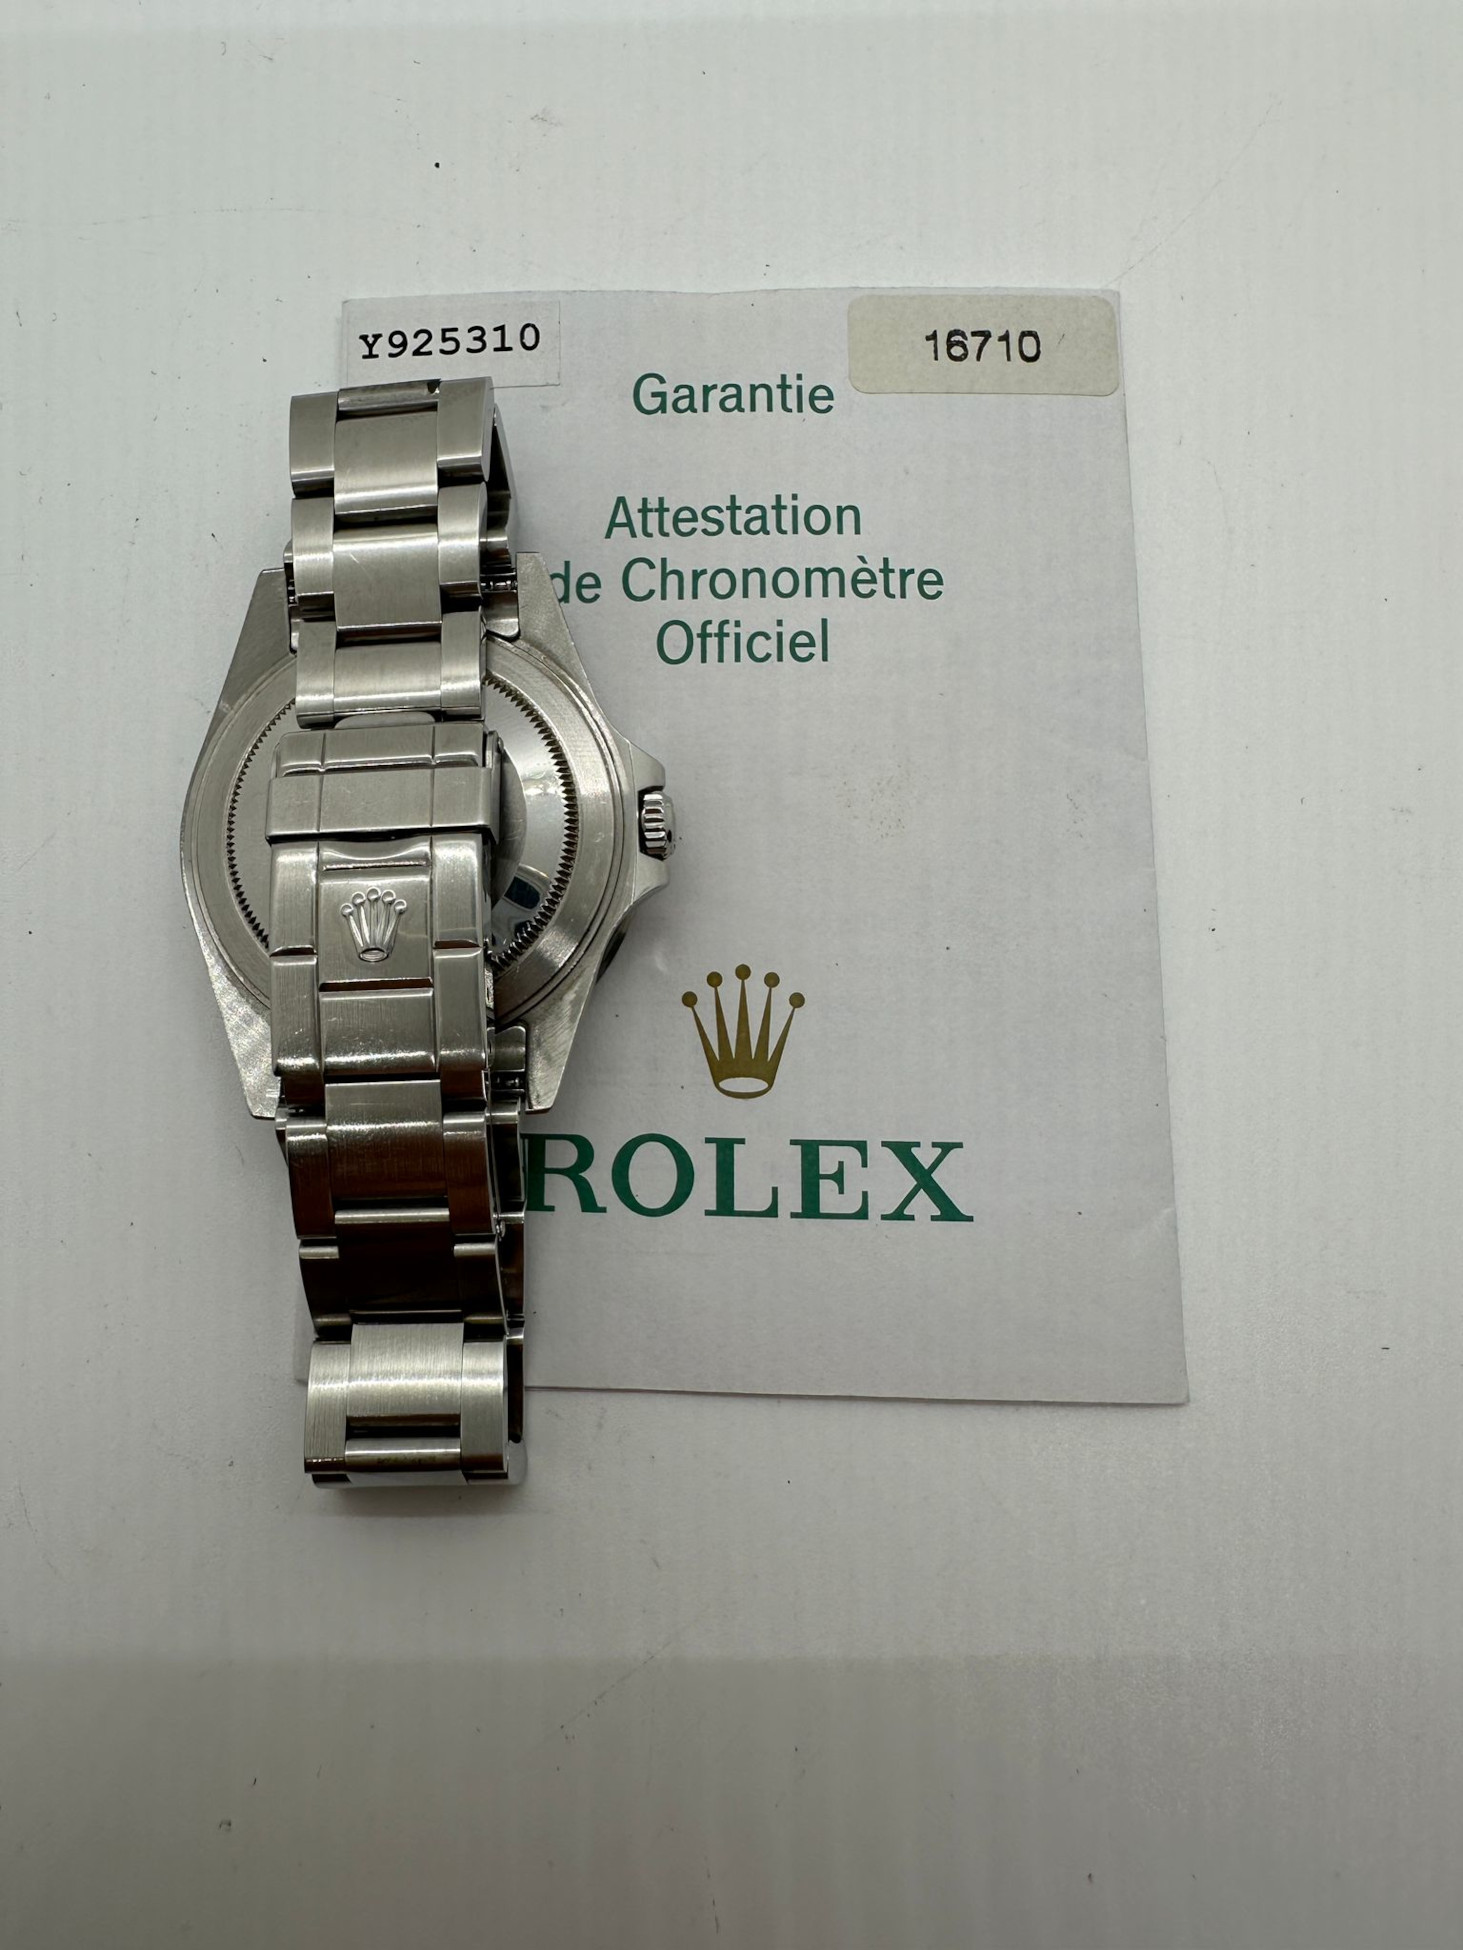 Y925310
16710
Garantie
Attestation
de Chronomètre
Officiel
ROLEX